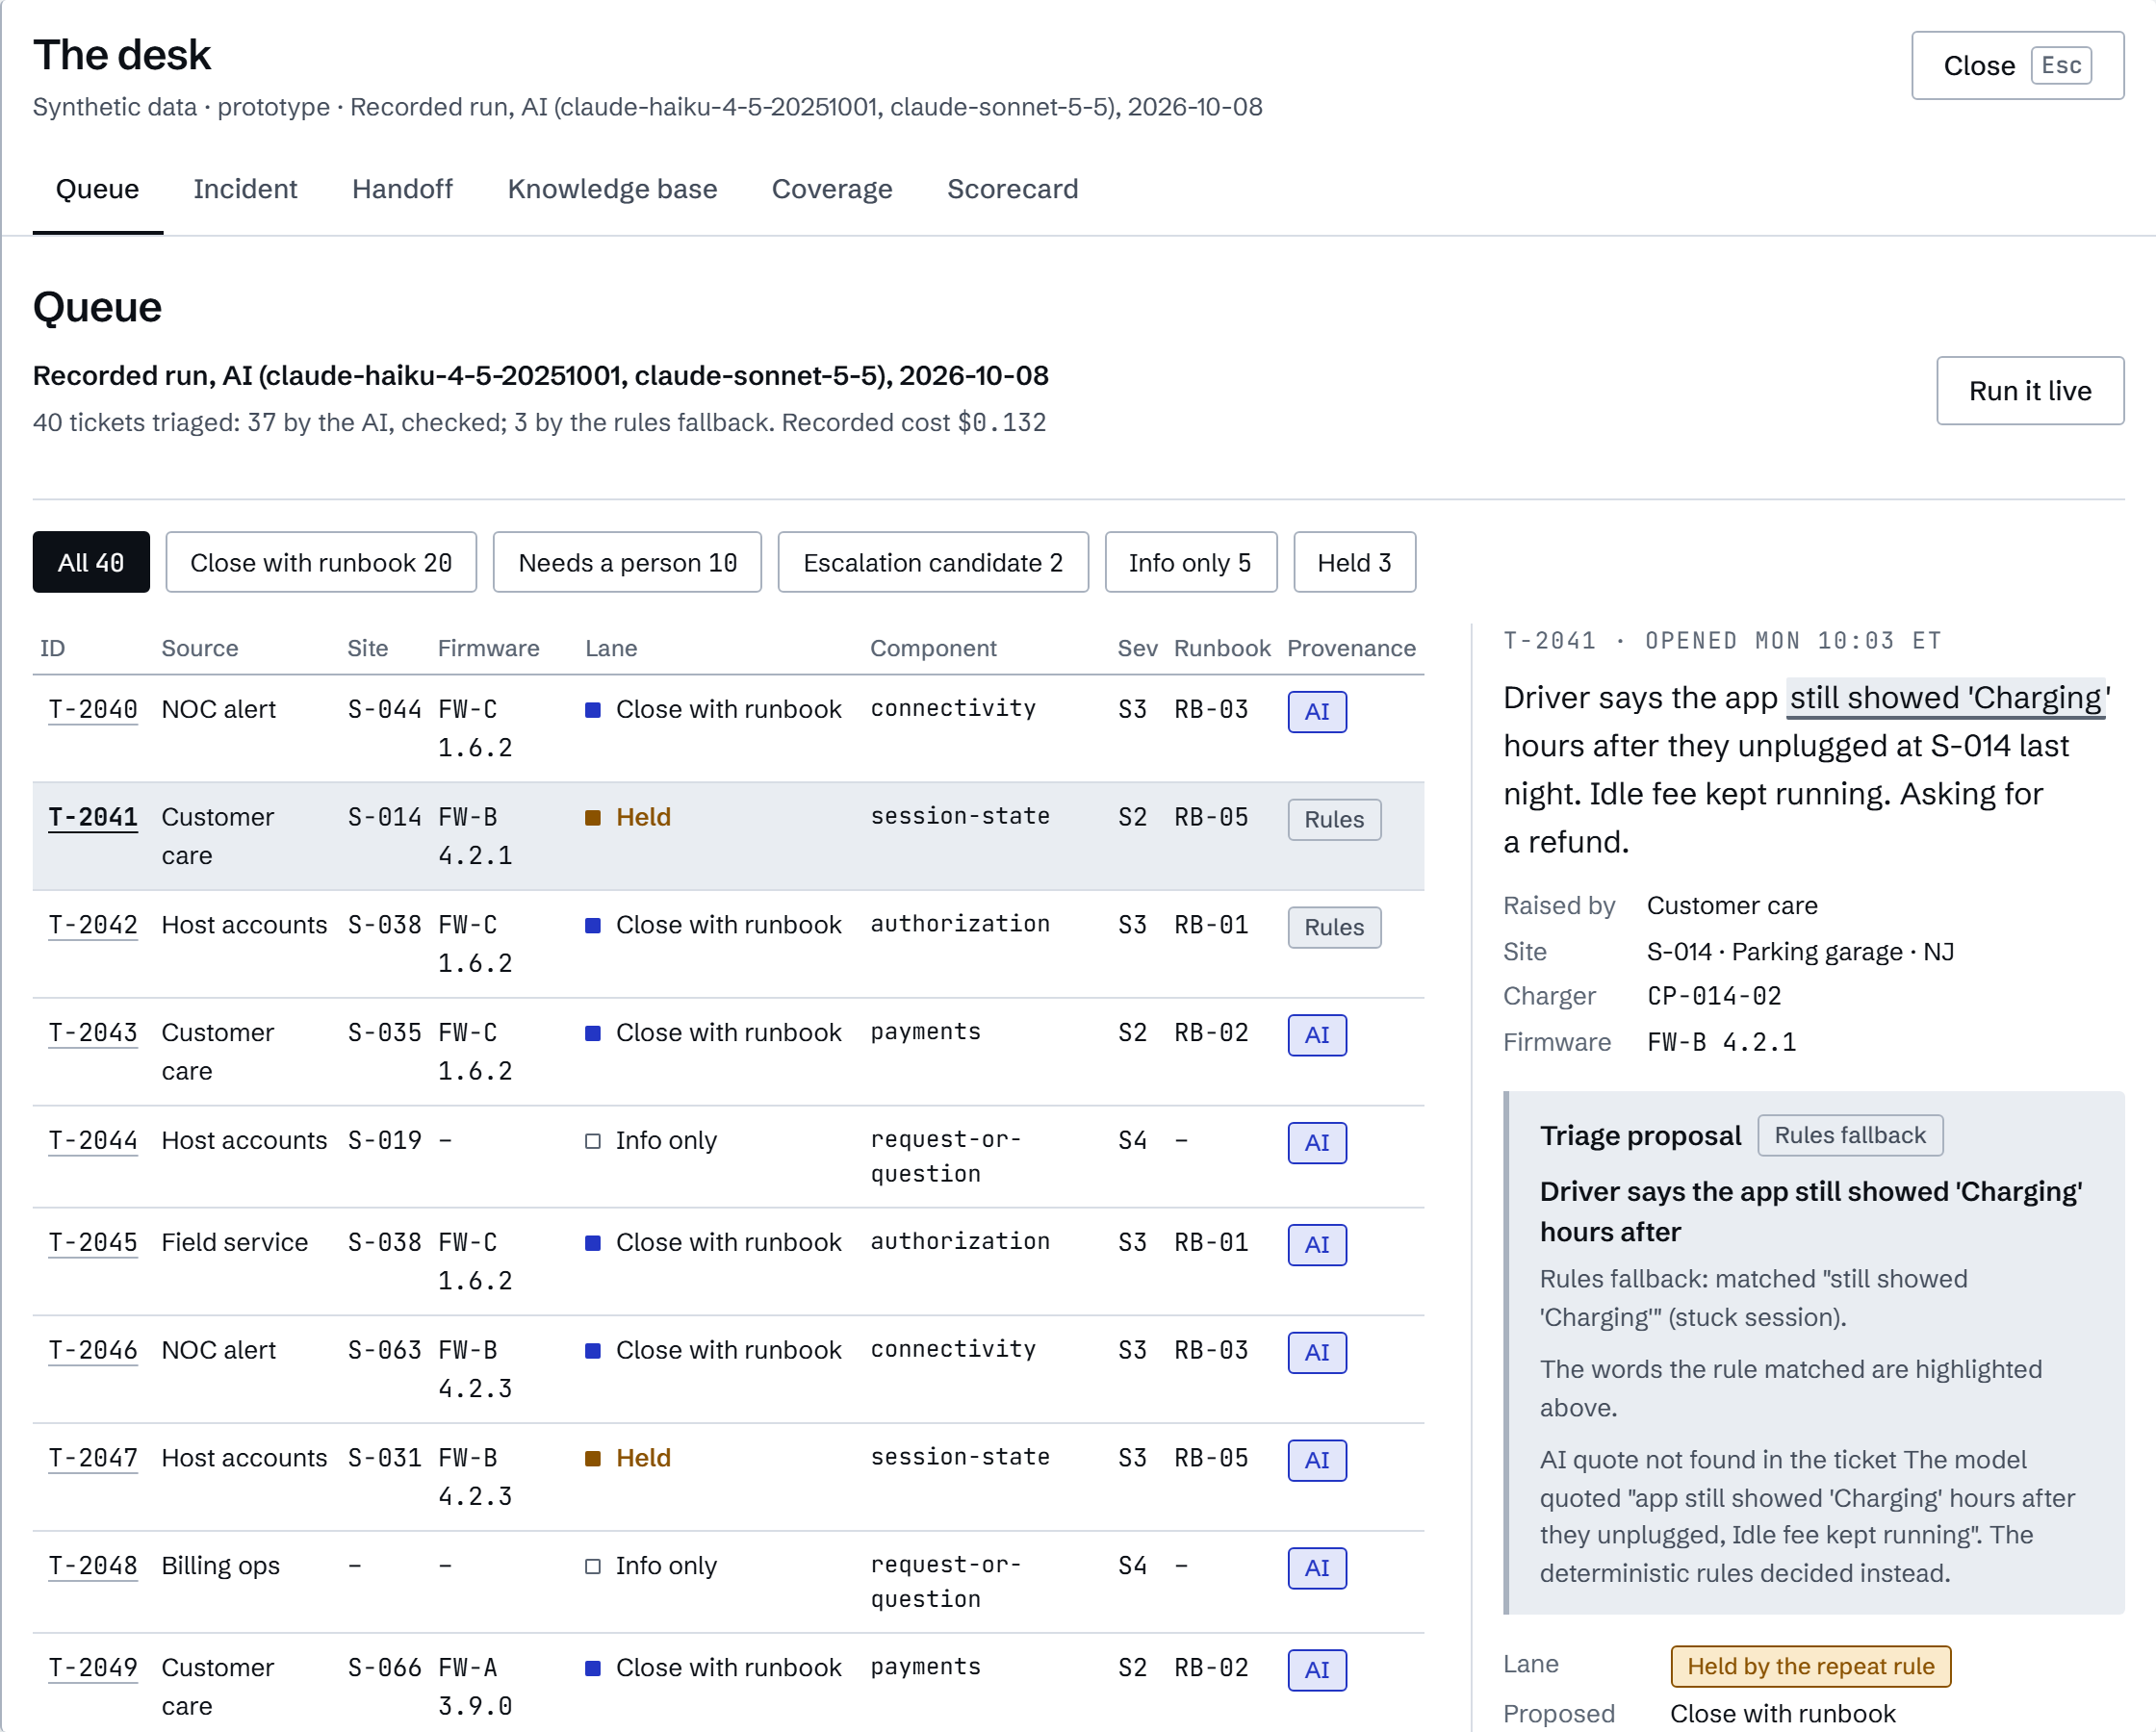 The desk
Close Esc
Synthetic data · prototype · Recorded run, AI (claude-haiku-4-5-20251001, claude-sonnet-5-5), 2026-10-08
Queue Incident Handoff Knowledge base Coverage Scorecard
Queue
Recorded run, AI (claude-haiku-4-5-20251001, claude-sonnet-5-5), 2026-10-08
Run it live
40 tickets triaged: 37 by the AI, checked; 3 by the rules fallback. Recorded cost $0.132
All 40 Close with runbook 20 Needs a person 10 Escalation candidate 2 Info only 5 Held 3
ID Source Site Firmware Lane Component Sev Runbook Provenance
T-2040 NOC alert S-044 FW-C Close with runbook connectivity S3 RB-03 AI
1.6.2
T-2041 Customer S-014 FW-B Held session-state S2 RB-05 Rules
care 4.2.1
T-2042 Host accounts S-038 FW-C Close with runbook authorization S3 RB-01 Rules
1.6.2
T-2043 Customer S-035 FW-C Close with runbook payments S2 RB-02 AI
care 1.6.2
T-2044 Host accounts S-019 – Info only request-or- S4 – AI
question
T-2045 Field service S-038 FW-C Close with runbook authorization S3 RB-01 AI
1.6.2
T-2046 NOC alert S-063 FW-B Close with runbook connectivity S3 RB-03 AI
4.2.3
T-2047 Host accounts S-031 FW-B Held session-state S3 RB-05 AI
4.2.3
T-2048 Billing ops – – Info only request-or- S4 – AI
question
T-2049 Customer S-066 FW-A Close with runbook payments S2 RB-02 AI
care 3.9.0
T-2041 · OPENED MON 10:03 ET
Driver says the app still showed 'Charging'
hours after they unplugged at S-014 last
night. Idle fee kept running. Asking for
a refund.
Raised by Customer care
Site S-014 · Parking garage · NJ
Charger CP-014-02
Firmware FW-B 4.2.1
Triage proposal Rules fallback
Driver says the app still showed 'Charging'
hours after
Rules fallback: matched "still showed
'Charging'" (stuck session).
The words the rule matched are highlighted
above.
AI quote not found in the ticket The model
quoted "app still showed 'Charging' hours after
they unplugged, Idle fee kept running". The
deterministic rules decided instead.
Lane Held by the repeat rule
Proposed Close with runbook